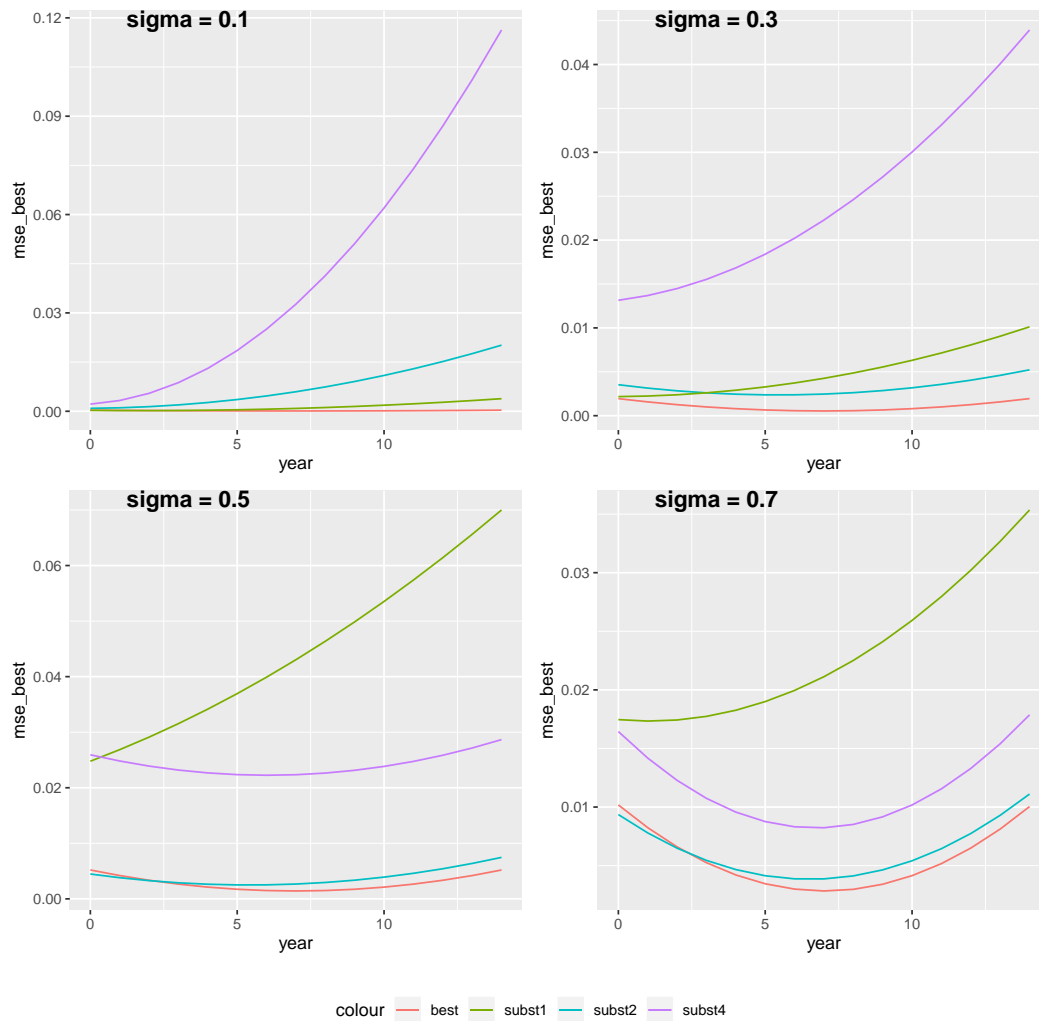 sigma = 0.1
0.12
0.09
0.06
0.03
0.00
mse_best
0 5 10
year
sigma = 0.3
0.04
0.03
0.02
0.01
0.00
mse_best
0 5 10
year
sigma = 0.5
0.06
0.04
0.02
0.00
mse_best
0 5 10
year
sigma = 0.7
0.03
0.02
0.01
mse_best
0 5 10
year
colour best subst1 subst2 subst4